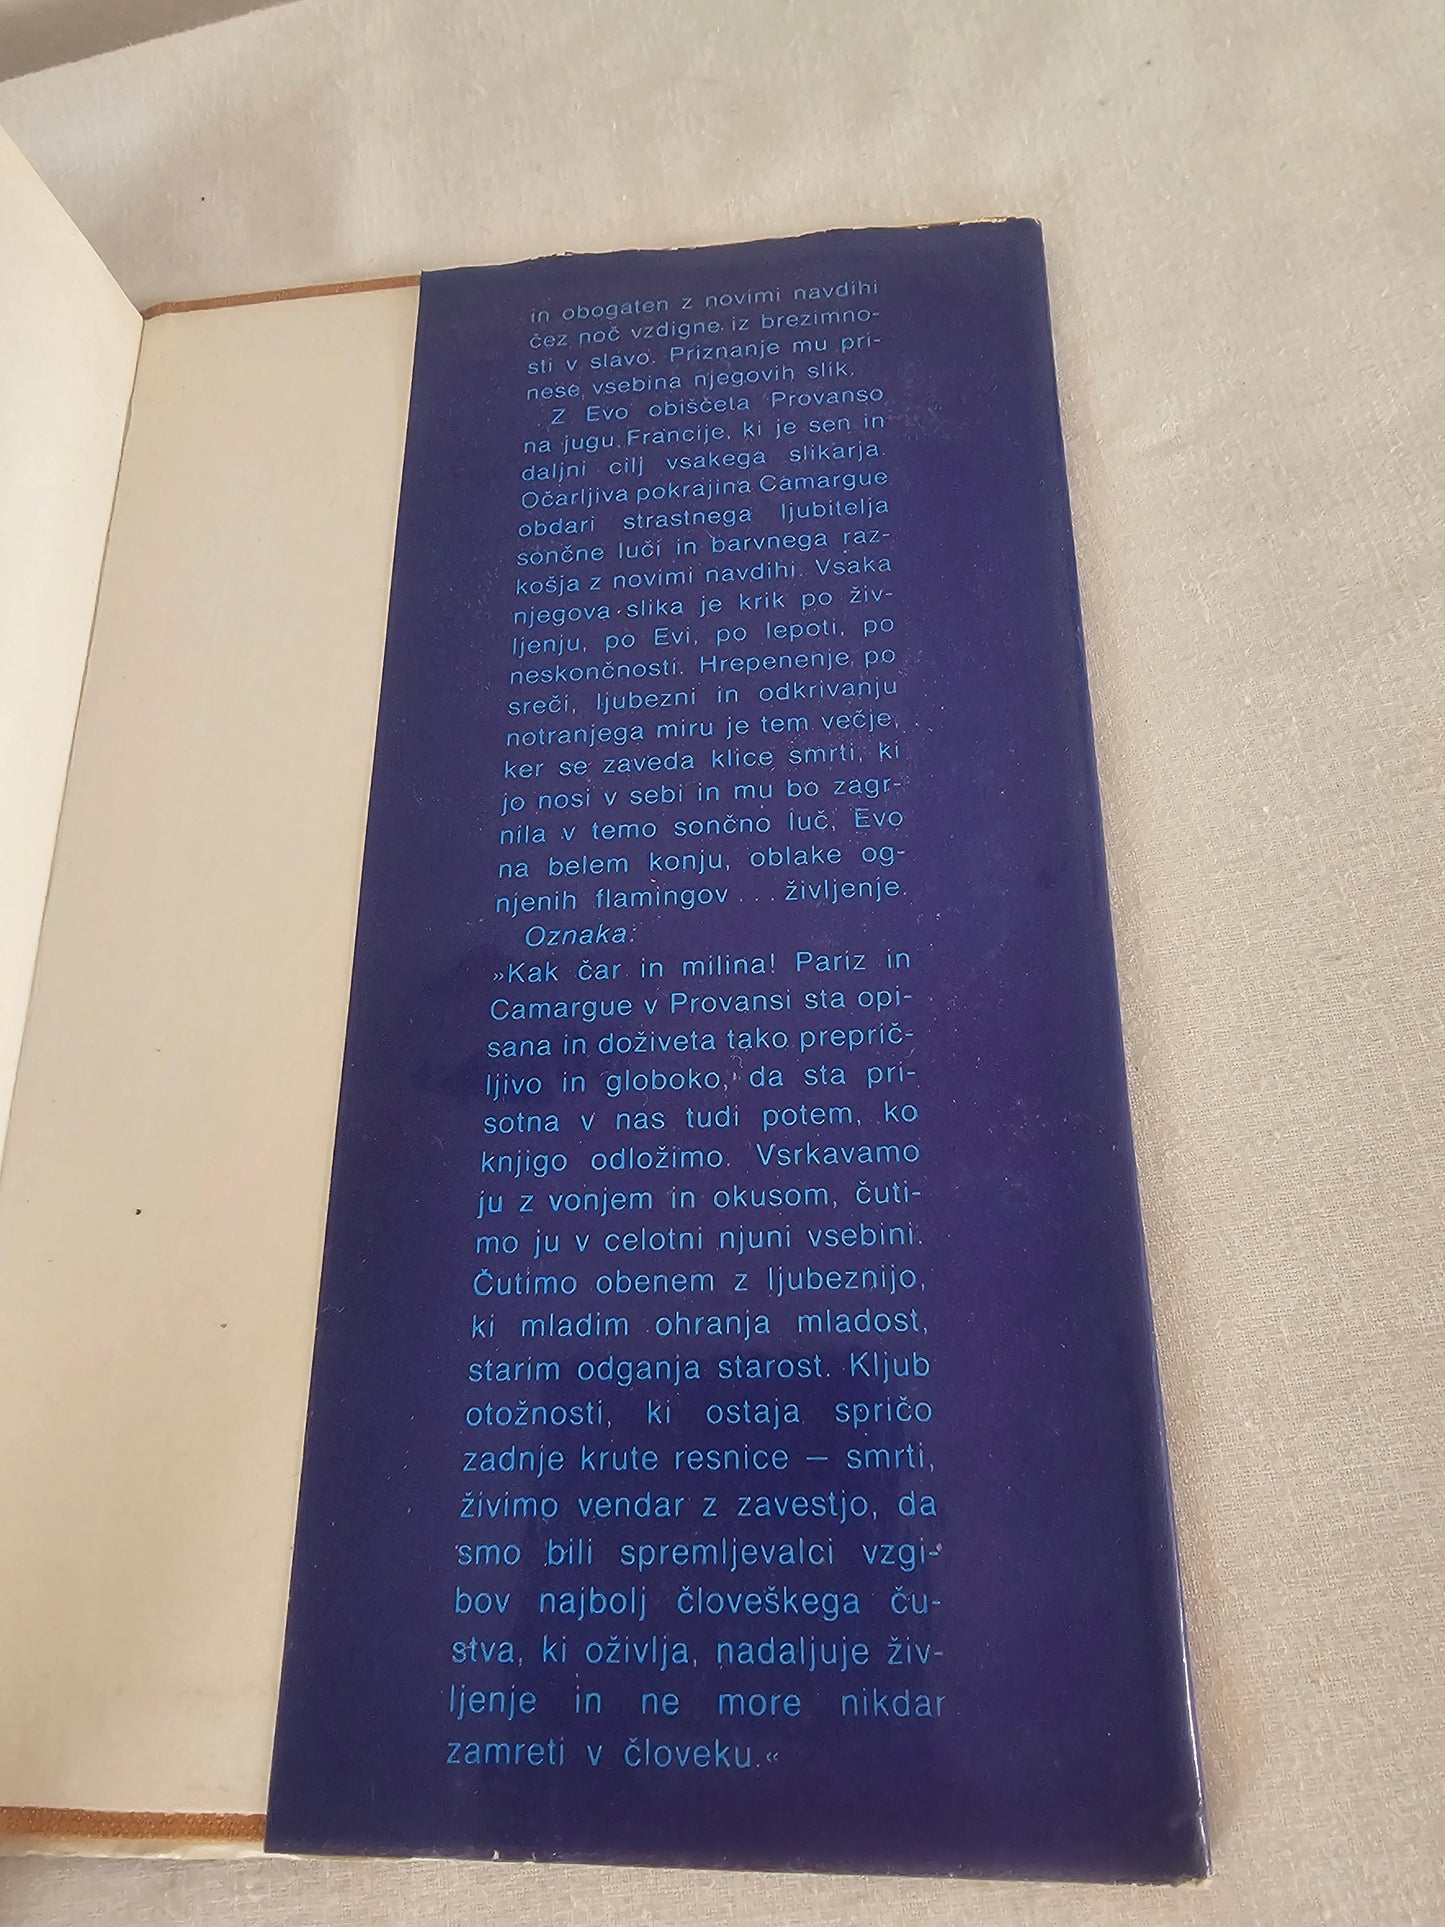 in obogaten z novimi navdihi
čez noč vzdigne iz brezimno-
sti v slavo. Priznanje mu pri-
nese vsebina njegovih slik.
Z Evo obiščeta Provanso
na jugu Francije, ki je sen in
daljni cilj vsakega slikarja.
Očarljiva pokrajina Camargue
obdari strastnega ljubitelja
sončne luči in barvnega raz-
košja z novimi navdihi. Vsaka
njegova slika je krik po živ-
ljenju, po Evi, po lepoti, po
neskončnosti. Hrepenenje po
sreči, ljubezni in odkrivanju
notranjega miru je tem večje,
ker se zaveda klice smrti, ki
jo nosi v sebi in mu bo zagr-
nila v temo sončno luč, Evo
na belem konju, oblake og-
njenih flamingov ... življenje.
Oznaka:
»Kak čar in milina! Pariz in
Camargue v Provansi sta opi-
sana in doživeta tako prepрič-
ljivo in globoko, da sta pri-
sotna v nas tudi potem, ko
knjigo odložimo. Vsrkavamo
ju z vonjem in okusom, čuti-
mo ju v celotni njuni vsebini.
Čutimo obenem z ljubeznijo,
ki mladim ohranja mladost,
starim odganja starost. Kljub
otožnosti, ki ostaja spričo
zadnje krute resnice — smrti,
živimo vendar z zavestjo, da
smo bili spremljevalci vzgi-
bov najbolj človeškega ču-
stva, ki oživlja, nadaljuje živ-
ljenje in ne more nikdar
zamreti v človeku.«